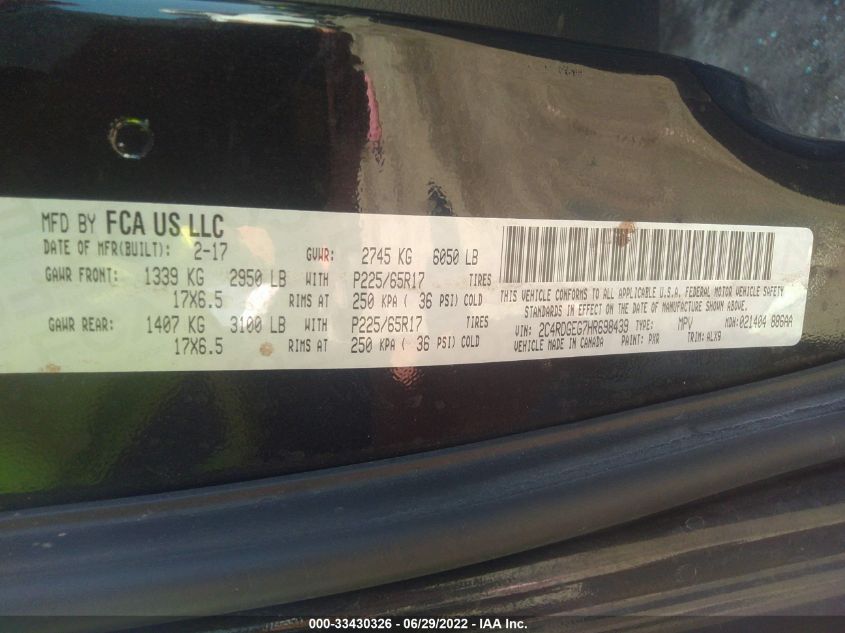 MFD BY FCA US LLC
DATE OF MFR(BUILT): 2-17 GVWR: 2745 KG 6050 LB
GAWR FRONT: 1339 KG 2950 LB WITH P225/65R17 TIRES
17X6.5 RIMS AT 250 KPA ( 36 PSI) COLD
GAWR REAR: 1407 KG 3100 LB WITH P225/65R17 TIRES
17X6.5 RIMS AT 250 KPA ( 36 PSI) COLD
THIS VEHICLE CONFORMS TO ALL APPLICABLE U.S.A. FEDERAL MOTOR VEHICLE SAFETY
STANDARDS IN EFFECT ON THE DATE OF MANUFACTURE SHOWN ABOVE.
VIN: 2C4RDGEG7HR698439 TYPE: MPV MDH:021404 886AA
VEHICLE MADE IN CANADA PAINT: PXR TRIM:ALX9
000-33430326 - 06/29/2022 - IAA Inc.